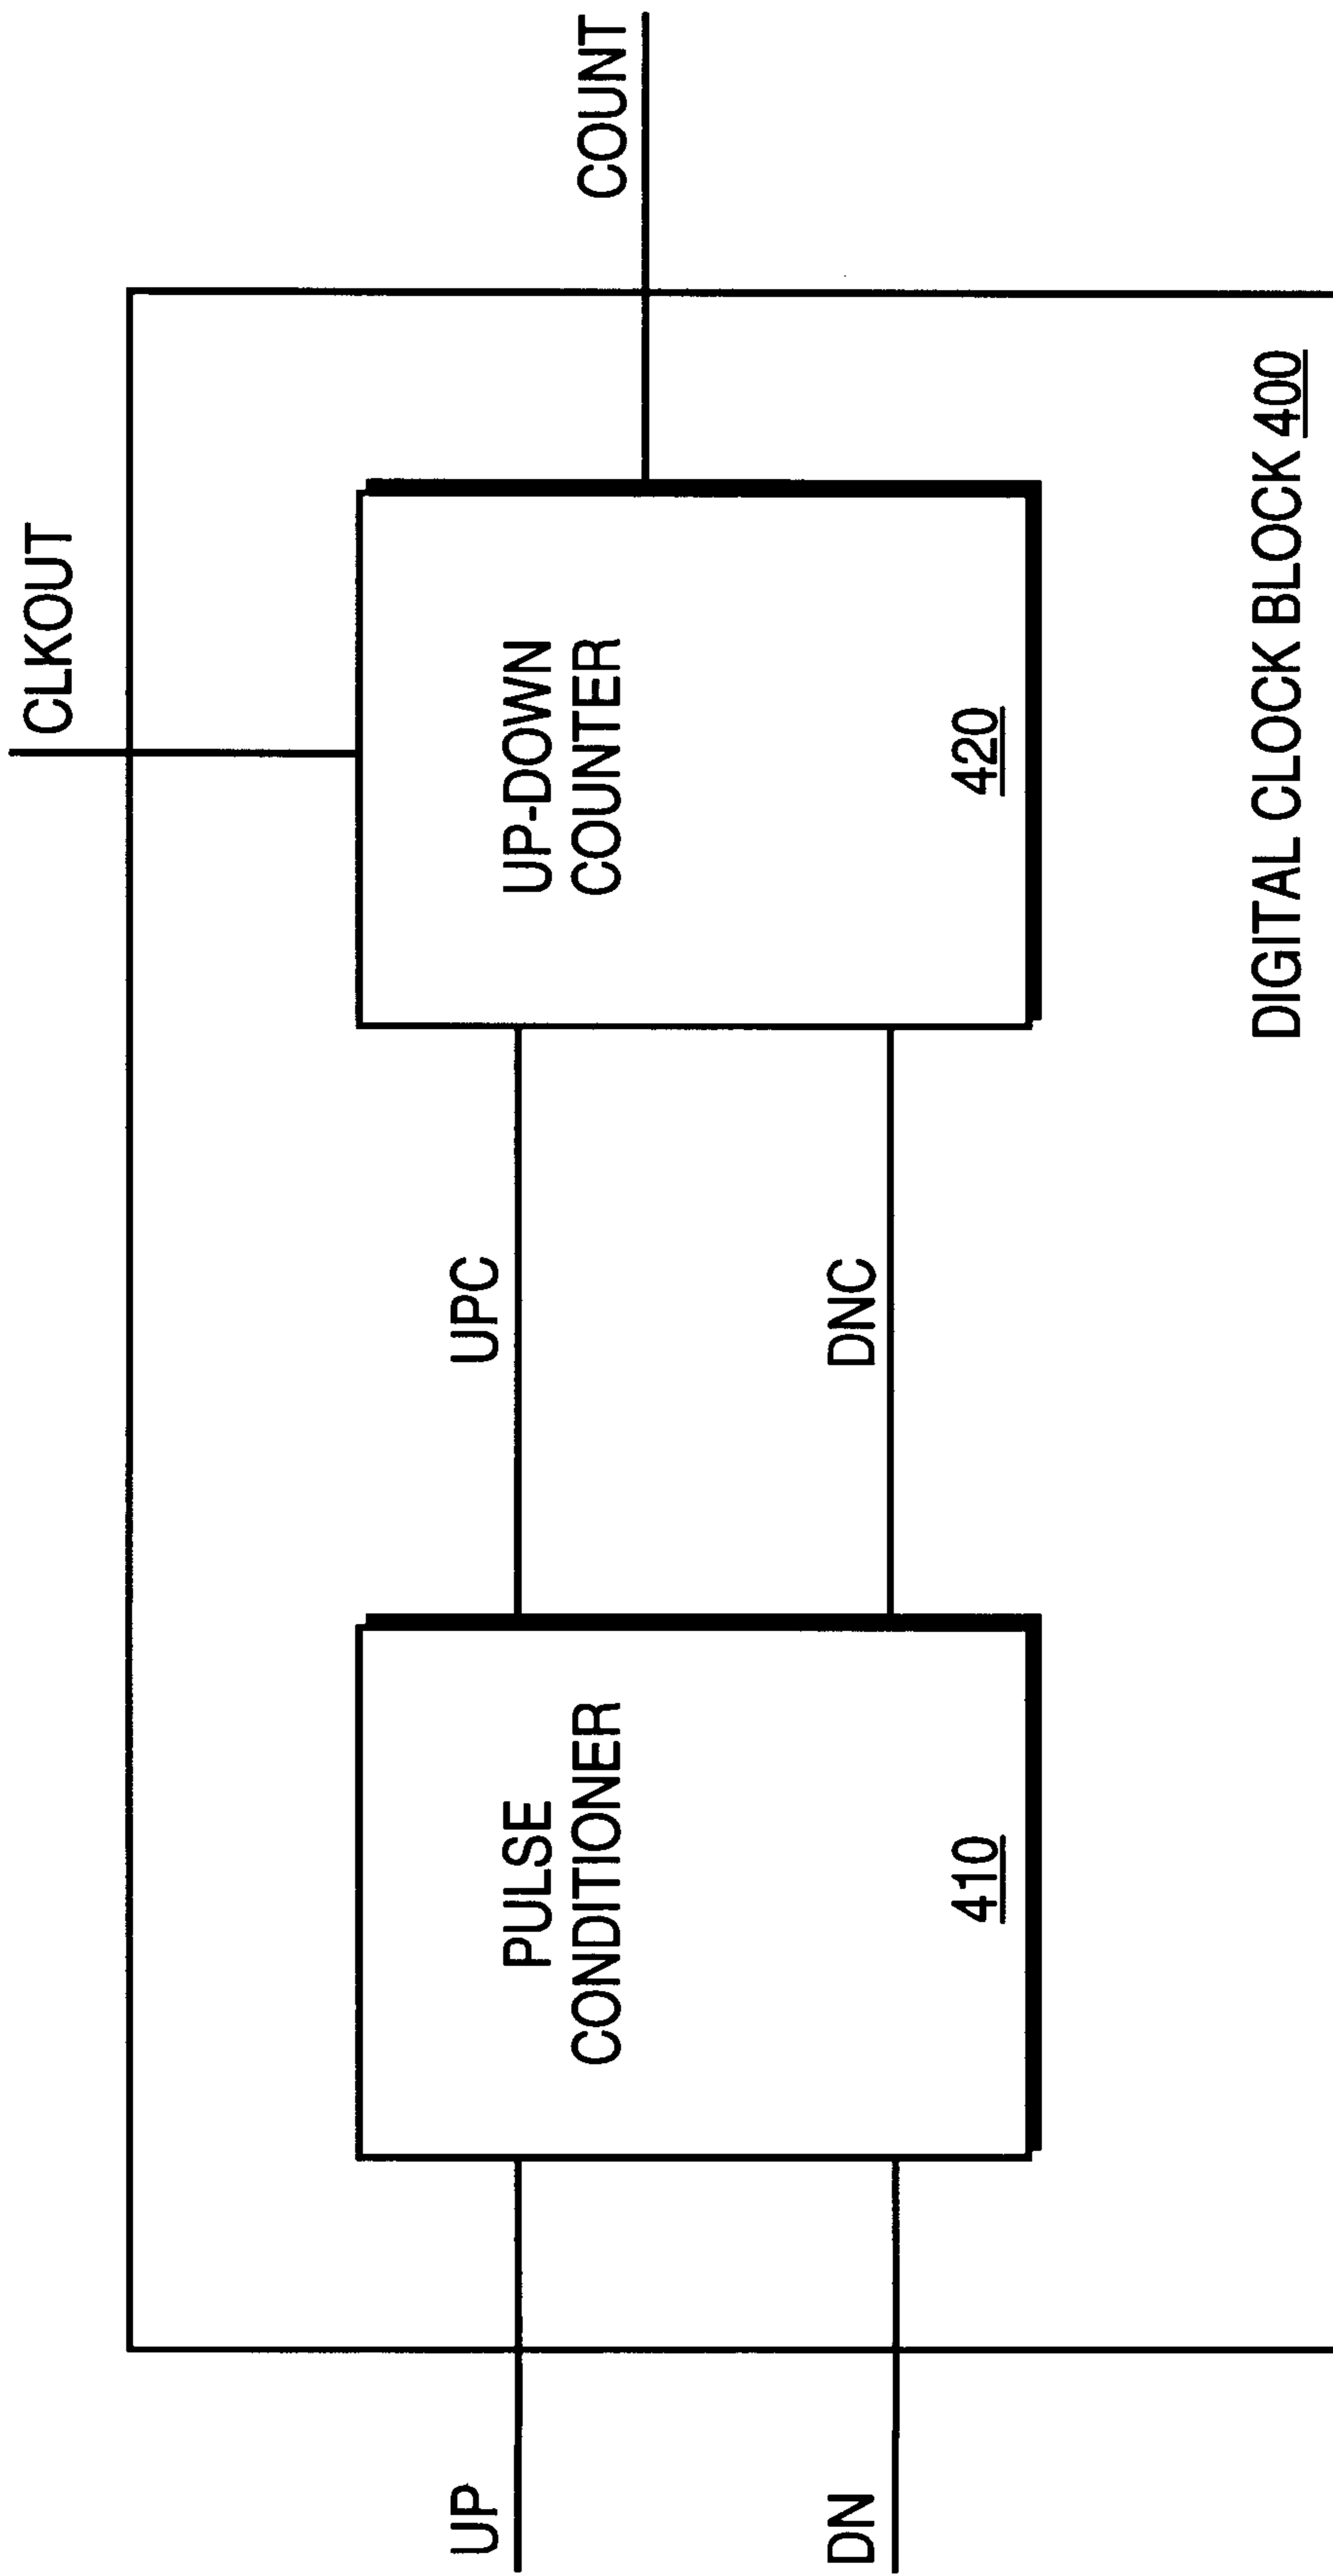 CLKOUT
UP
PULSE
CONDITIONER
410
UPC
UP-DOWN
COUNTER
420
COUNT
DN
DNC
DIGITAL CLOCK BLOCK 400